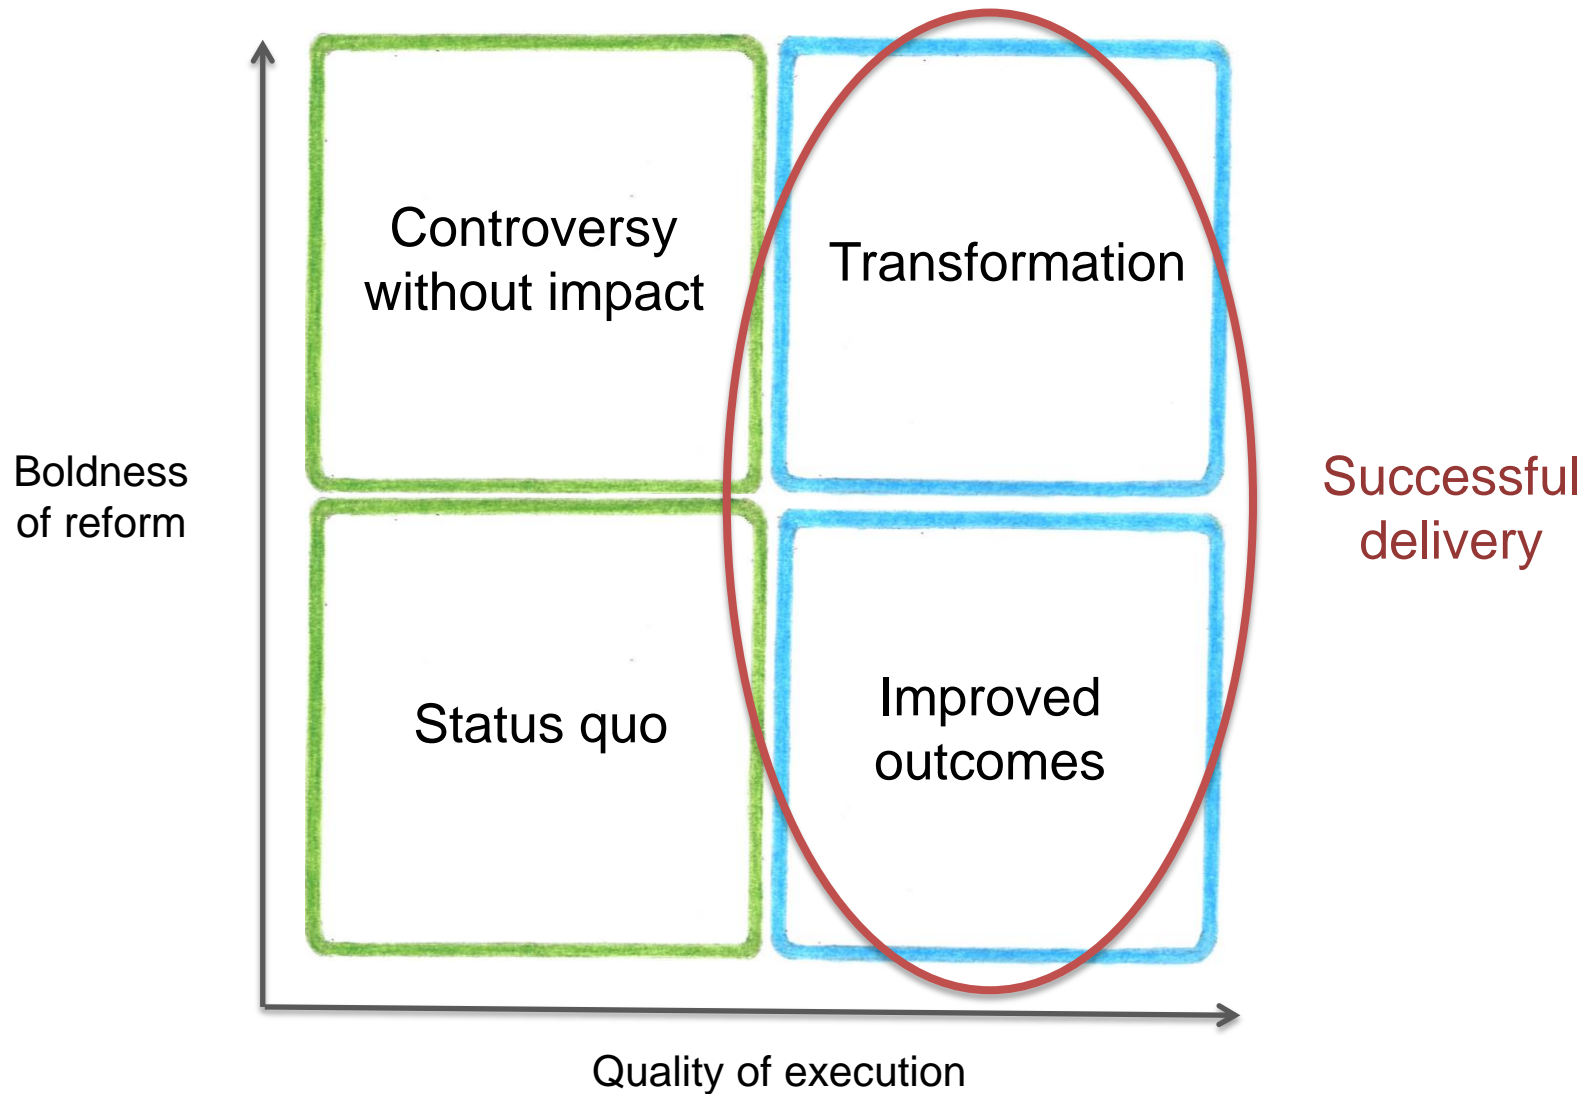 Controversy
without impact
Transformation
Boldness
of reform
Successful
delivery
Status quo
Improved
outcomes
Quality of execution